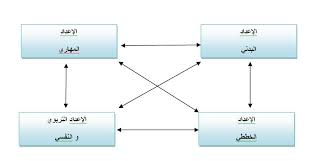 الإعداد
البدني
الإعداد
المهاري
الإعداد
الخططي
الإعداد التربوي
و النفسي